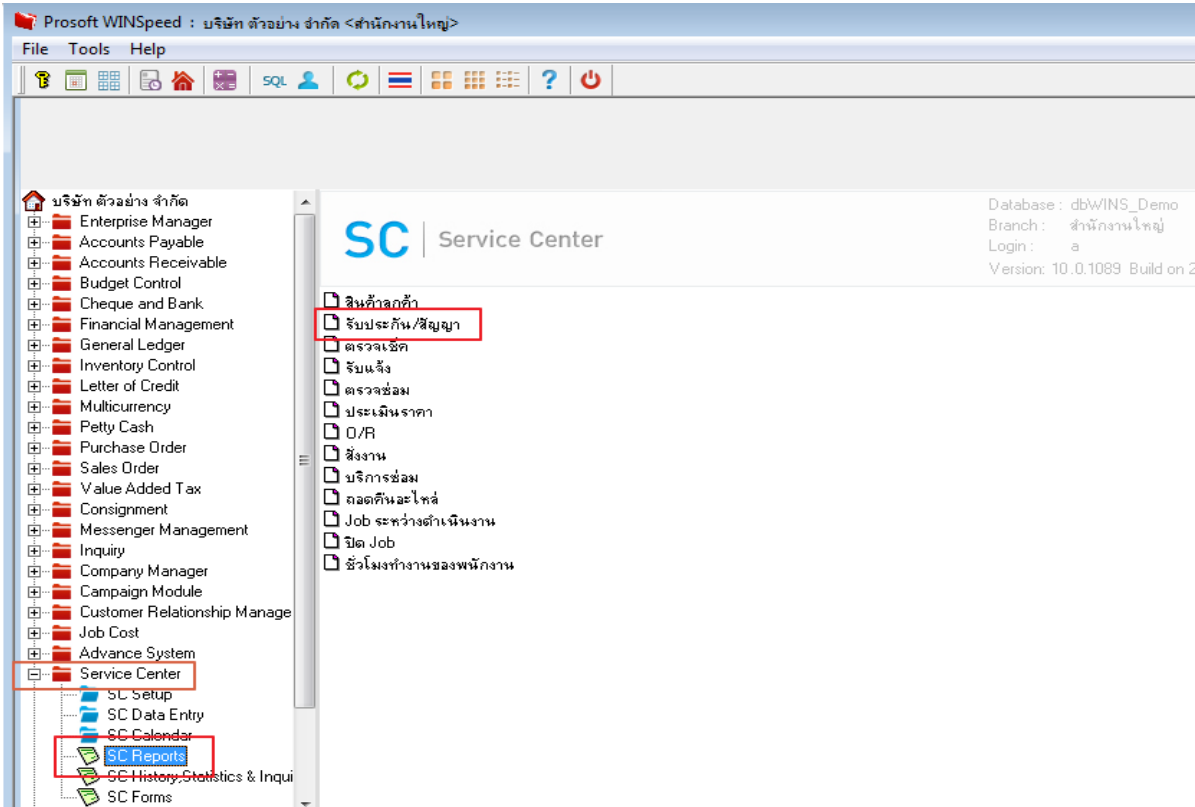 Prosoft WINSpeed : บริษัท ตัวอย่าง จำกัด <สำนักงานใหญ่>
File Tools Help
SQL
?
บริษัท ตัวอย่าง จำกัด
Enterprise Manager
Accounts Payable
Accounts Receivable
Budget Control
Cheque and Bank
Financial Management
General Ledger
Inventory Control
Letter of Credit
Multicurrency
Petty Cash
Purchase Order
Sales Order
Value Added Tax
Consignment
Messenger Management
Inquiry
Company Manager
Campaign Module
Customer Relationship Manage
Job Cost
Advance System
Service Center
SC Setup
SC Data Entry
SC Calendar
SC Reports
SC History,Statistics & Inqui
SC Forms
SC Service Center
Database : dbWINS_Demo
Branch : สำนักงานใหญ่
Login : a
Version: 10.0.1089 Build on 2
สินค้าลูกค้า
รับประกัน/สัญญา
ตรวจเช็ค
รับแจ้ง
ตรวจซ่อม
ประเมินราคา
O/R
สั่งงาน
บริการซ่อม
ถอดคืนอะไหล่
Job ระหว่างดำเนินงาน
ปิด Job
ชั่วโมงทำงานของพนักงาน